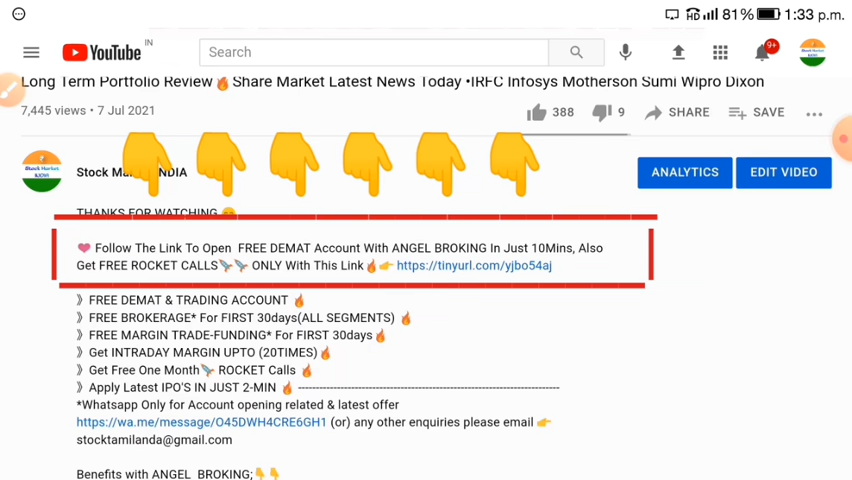 HD 81% 1:33 p.m.
YouTube IN Search 9+
Long Term Portfolio Review🔥Share Market Latest News Today •IRFC Infosys Motherson Sumi Wipro Dixon
7,445 views • 7 Jul 2021 388 9 SHARE SAVE
Stock Ma NDIA ANALYTICS EDIT VIDEO
THANKS FOR WATCHING 😊
❤ Follow The Link To Open FREE DEMAT Account With ANGEL BROKING In Just 10Mins, Also
Get FREE ROCKET CALLS🚀🚀 ONLY With This Link🔥👉 https://tinyurl.com/yjbo54aj
》FREE DEMAT & TRADING ACCOUNT 🔥
》FREE BROKERAGE* For FIRST 30days(ALL SEGMENTS) 🔥
》FREE MARGIN TRADE-FUNDING* For FIRST 30days🔥
》Get INTRADAY MARGIN UPTO (20TIMES)🔥
》Get Free One Month🚀 ROCKET Calls 🔥
》Apply Latest IPO'S IN JUST 2-MIN 🔥 ------------------------------------------------------------
*Whatsapp Only for Account opening related & latest offer
https://wa.me/message/O45DWH4CRE6GH1 (or) any other enquiries please email 👉
stocktamilanda@gmail.com
Benefits with ANGEL BROKING;👇👇